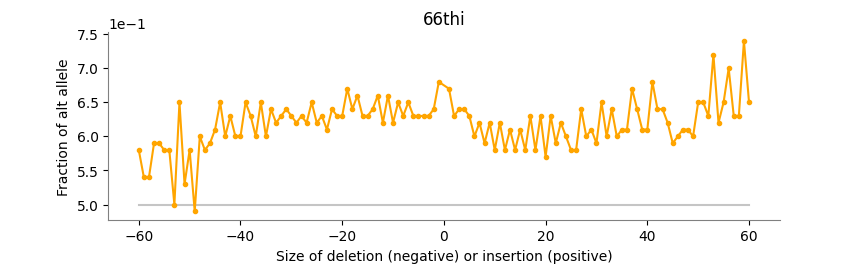 66thi
1e−1
7.5
7.0
6.5
6.0
5.5
5.0
Fraction of alt allele
−60 −40 −20 0 20 40 60
Size of deletion (negative) or insertion (positive)